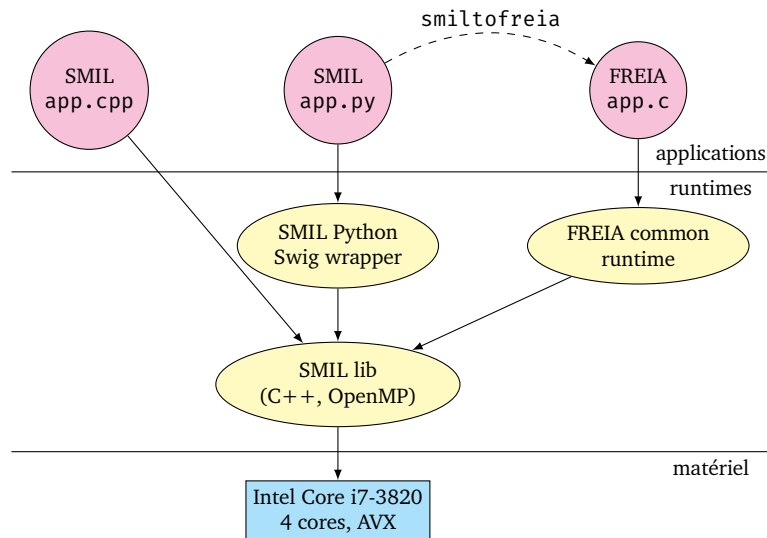 smiltofreia
SMIL
app.cpp
SMIL
app.py
FREIA
app.c
applications
runtimes
SMIL Python
Swig wrapper
FREIA common
runtime
SMIL lib
(C++, OpenMP)
matériel
Intel Core i7-3820
4 cores, AVX